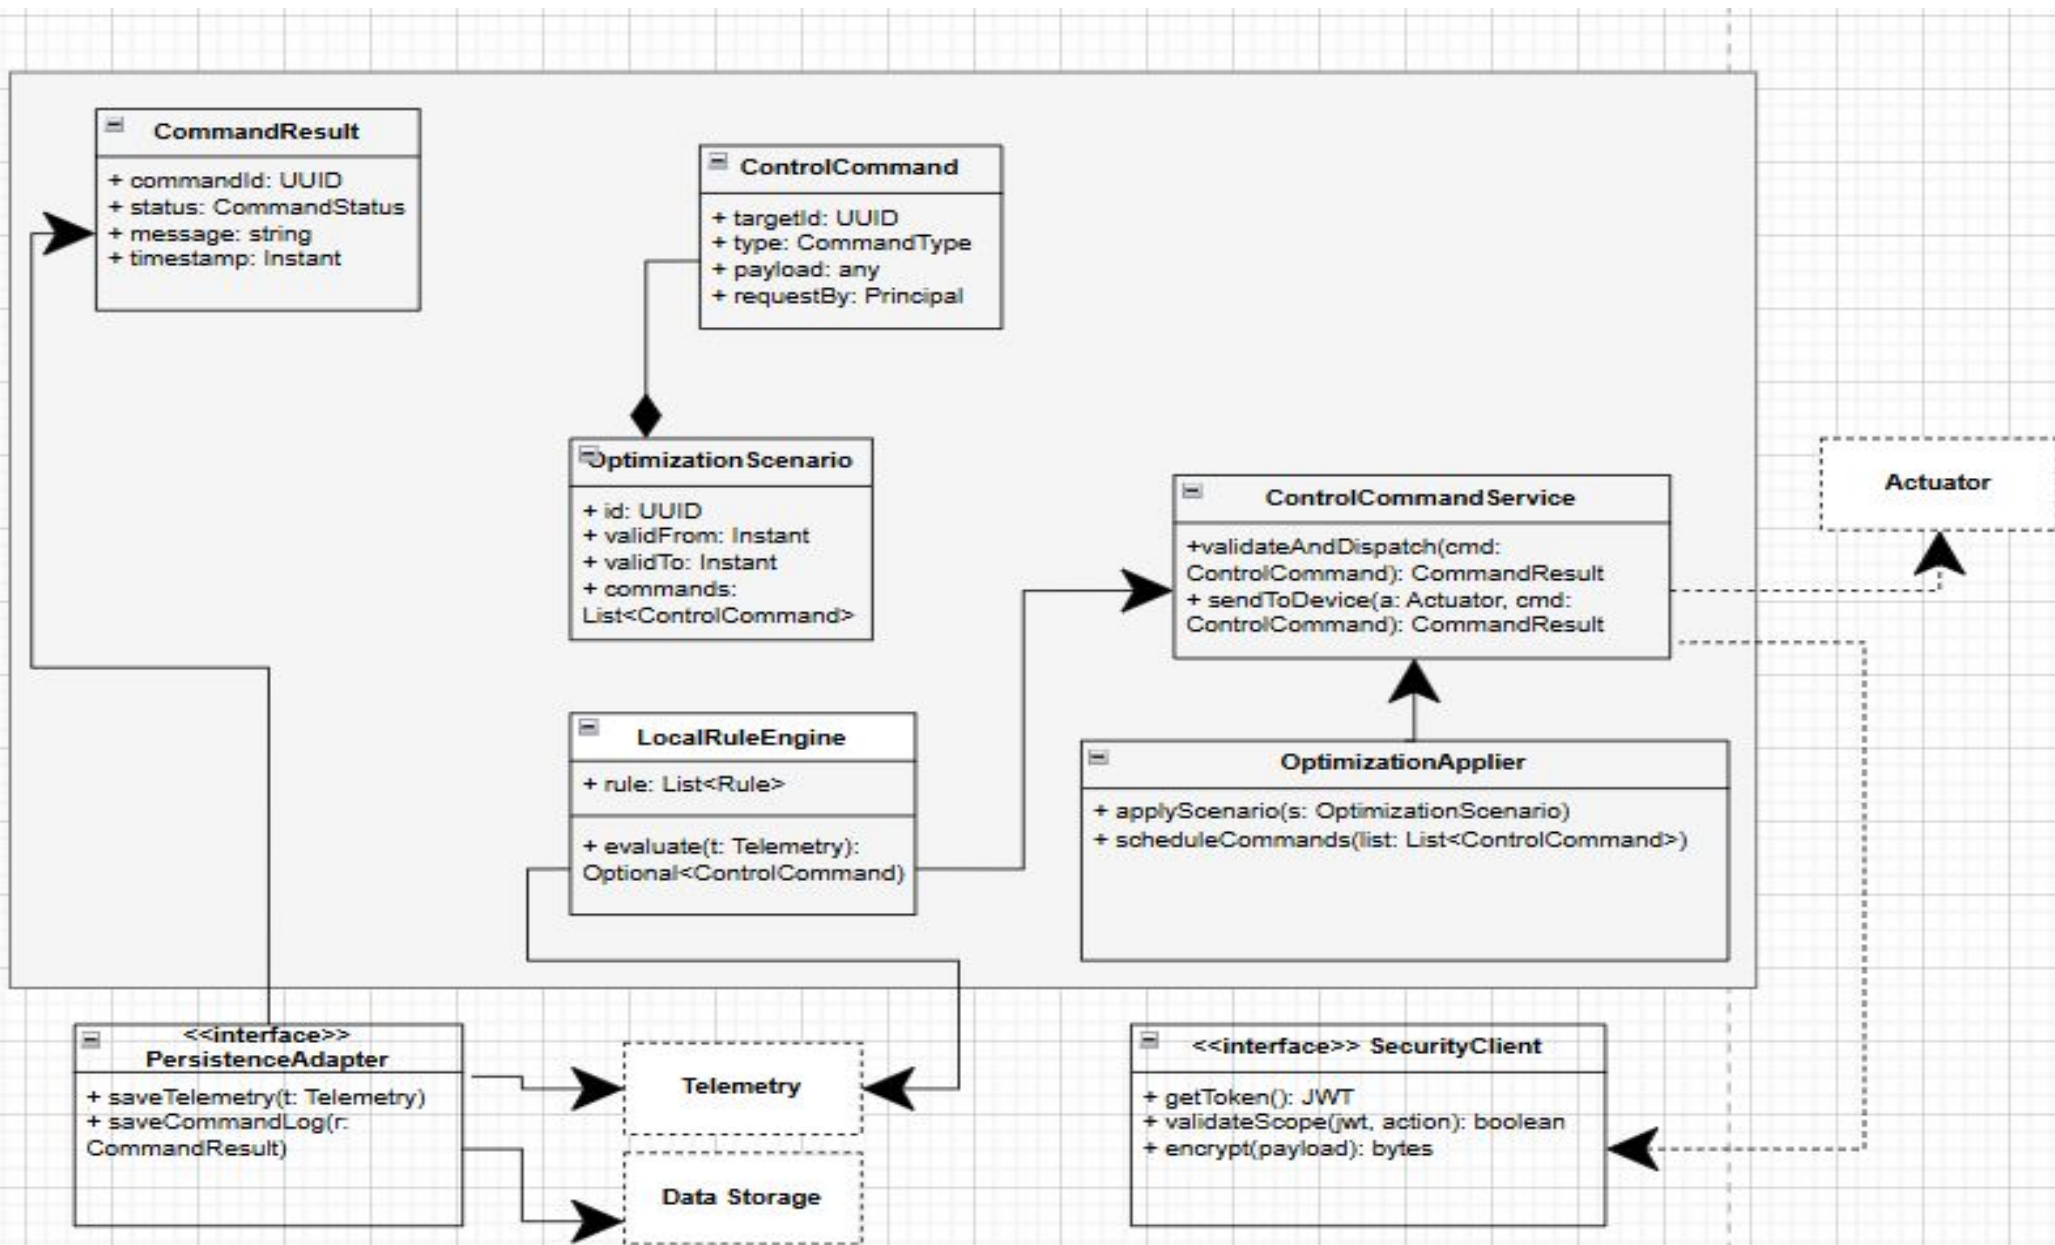 CommandResult
+ commandId: UUID
+ status: CommandStatus
+ message: string
+ timestamp: Instant
ControlCommand
+ targetId: UUID
+ type: CommandType
+ payload: any
+ requestBy: Principal
OptimizationScenario
+ id: UUID
+ validFrom: Instant
+ validTo: Instant
+ commands:
List<ControlCommand>
ControlCommandService
+validateAndDispatch(cmd:
ControlCommand): CommandResult
+ sendToDevice(a: Actuator, cmd:
ControlCommand): CommandResult
Actuator
LocalRuleEngine
+ rule: List<Rule>
+ evaluate(t: Telemetry):
Optional<ControlCommand)
OptimizationApplier
+ applyScenario(s: OptimizationScenario)
+ scheduleCommands(list: List<ControlCommand>)
<<interface>>
PersistenceAdapter
+ saveTelemetry(t: Telemetry)
+ saveCommandLog(r:
CommandResult)
Telemetry
Data Storage
<<interface>> SecurityClient
+ getToken(): JWT
+ validateScope(jwt, action): boolean
+ encrypt(payload): bytes